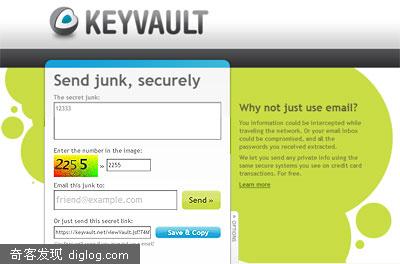 KEYVAULT
Send junk, securely
The secret junk:
12333
Enter the number in the image:
2255 » 2255
Email this junk to:
friend@example.com
Send »
Or just send this secret link:
https://keyvault.net/viewVault.jsf?T4M
Save & Copy
Why not just use email?
You information could be intercepted while
traveling the network. Or your email inbox
could be compromised, and all the
passwords you received extracted.
We let you send any private info using the
same secure systems you see on credit card
transactions. For free.
Learn more
OPTIONS
奇客发现 diglog.com